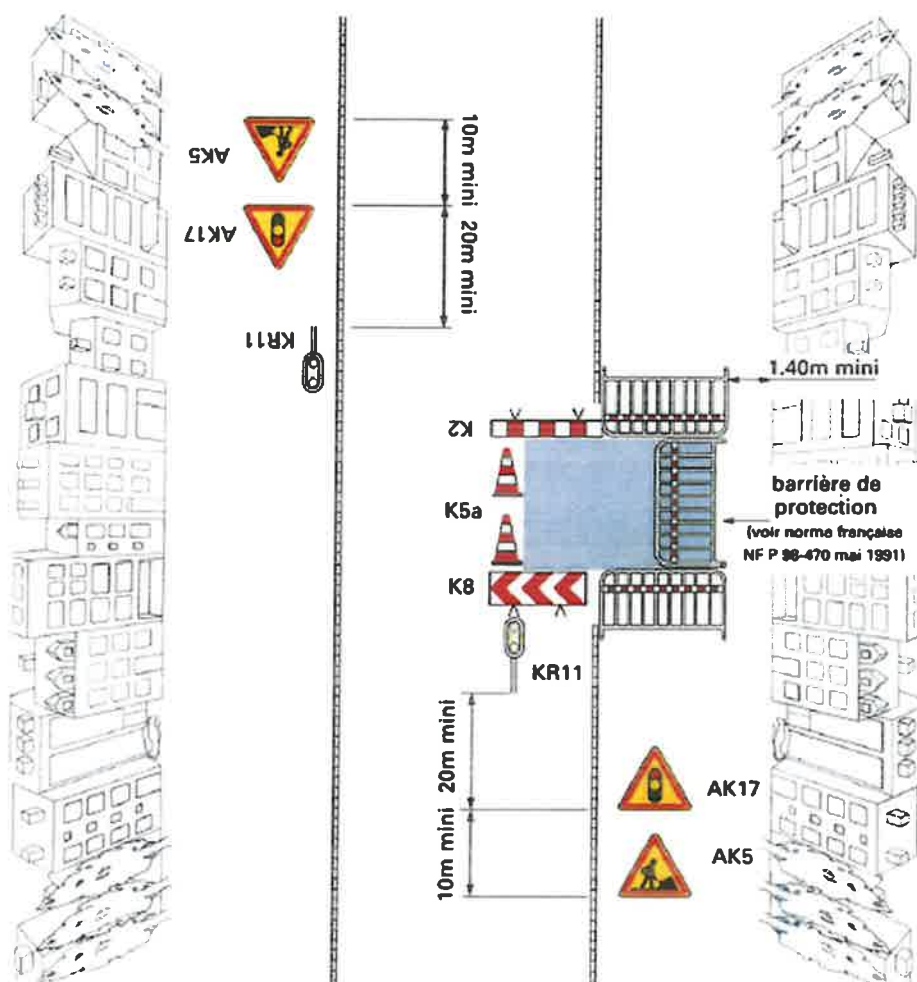 AK5
10m mini
AK17
20m mini
KR11
1.40m mini
K2
barrière de
protection
(voir norme française
NF P 98-470 mai 1991)
K5a
K8
KR11
20m mini
AK17
10m mini
AK5